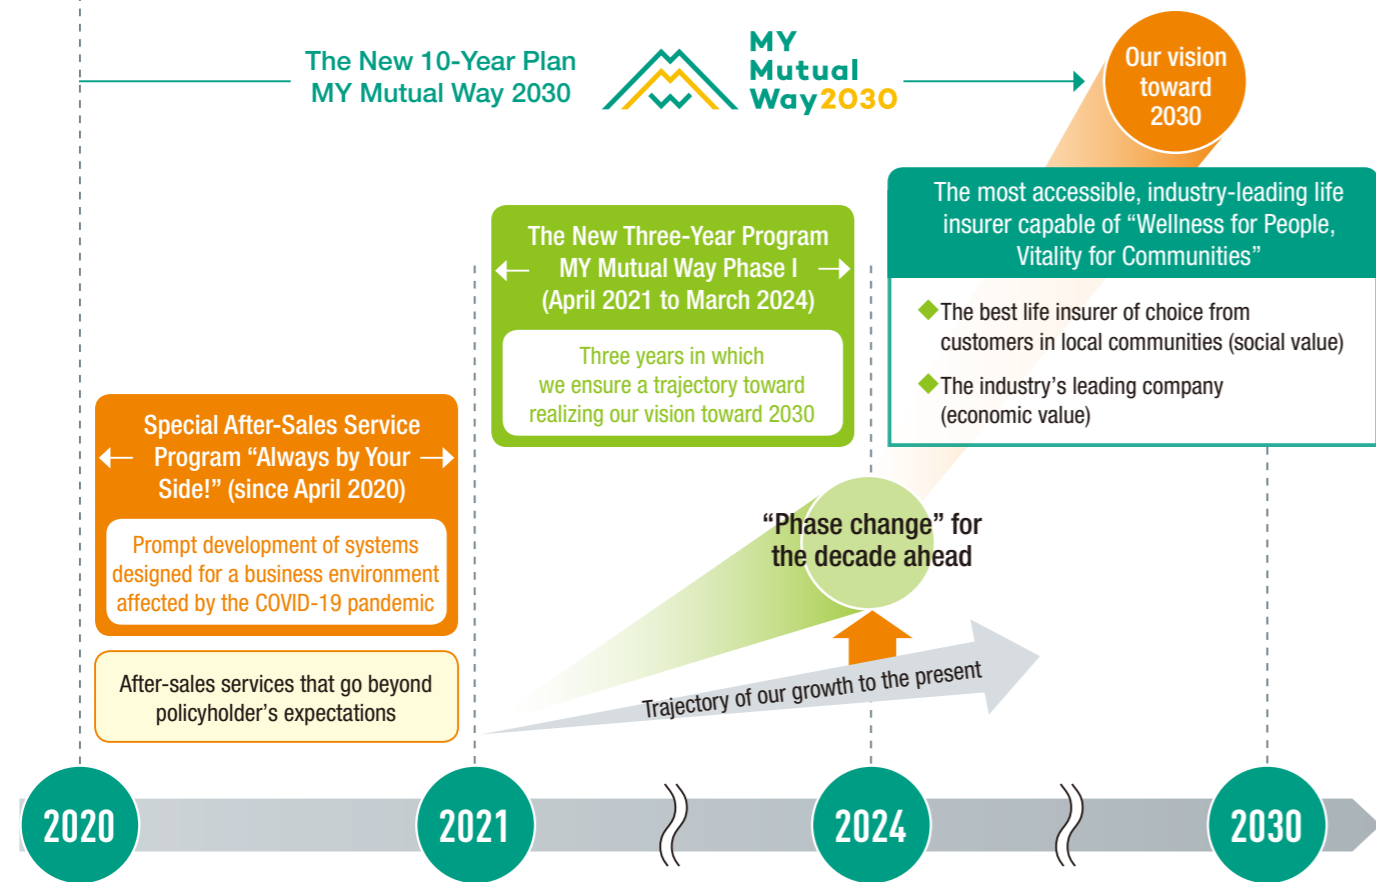 The New 10-Year Plan
MY Mutual Way 2030
MY
Mutual
Way2030
Our vision
toward
2030
The most accessible, industry-leading life
insurer capable of “Wellness for People,
Vitality for Communities”
◆The best life insurer of choice from
customers in local communities (social value)
◆The industry’s leading company
(economic value)
The New Three-Year Program
MY Mutual Way Phase I
(April 2021 to March 2024)
Three years in which
we ensure a trajectory toward
realizing our vision toward 2030
Special After-Sales Service
Program “Always by Your
Side!” (since April 2020)
Prompt development of systems
designed for a business environment
affected by the COVID-19 pandemic
After-sales services that go beyond
policyholder’s expectations
“Phase change” for
the decade ahead
Trajectory of our growth to the present
2020
2021
2024
2030